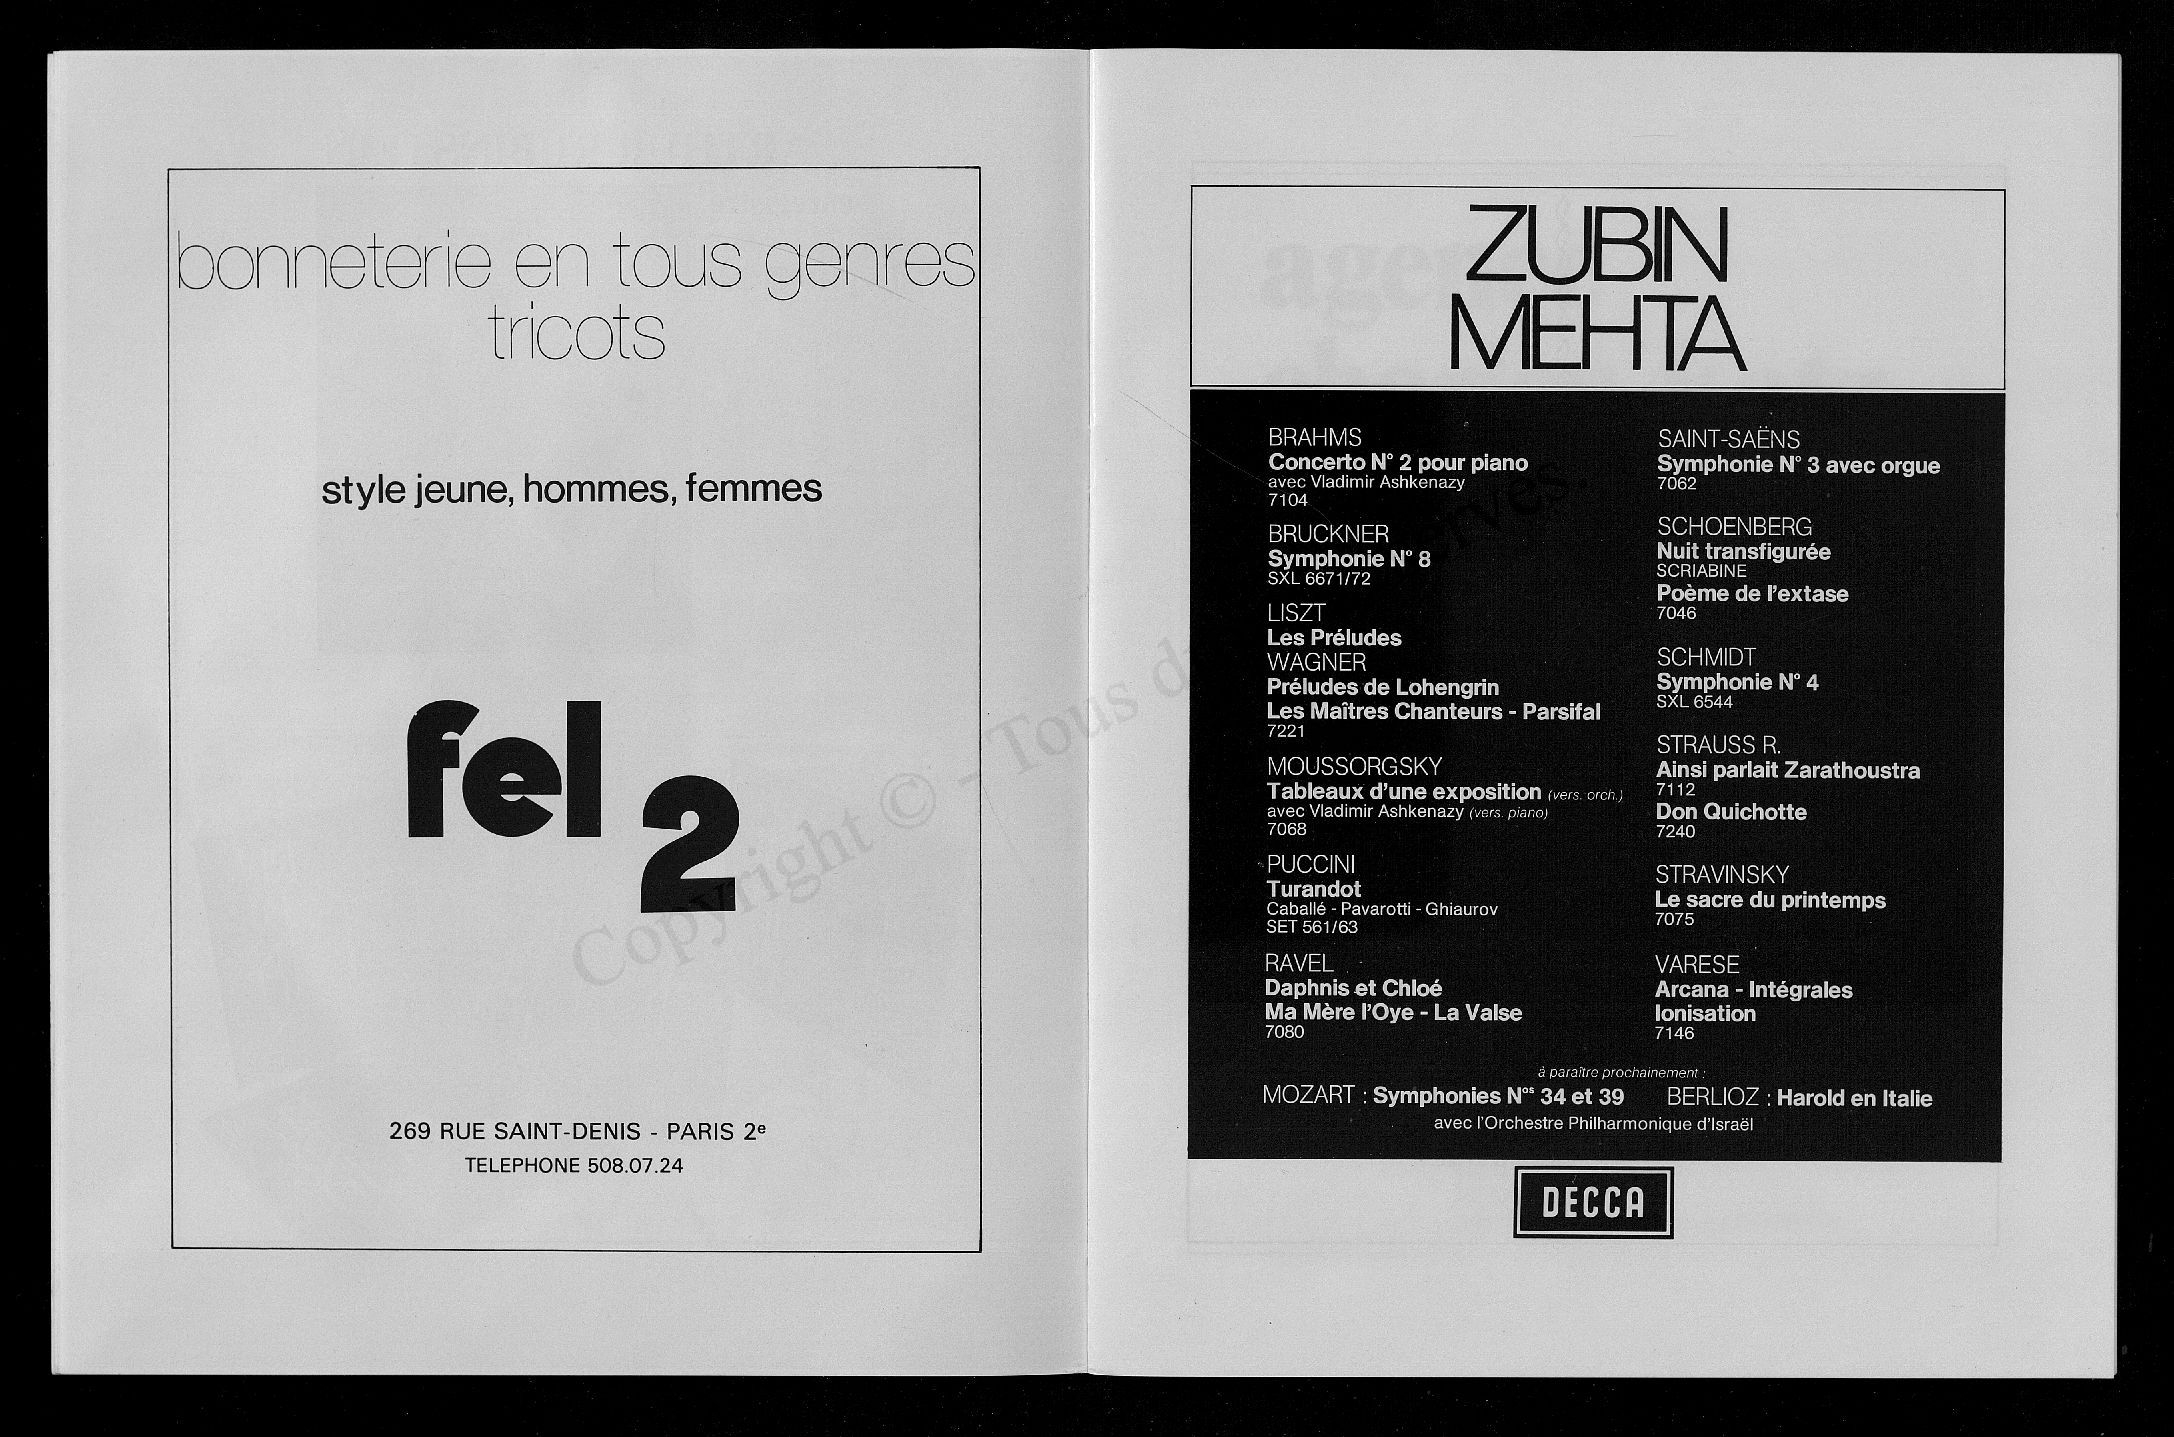 bonneterie en tous genres
tricots
style jeune, hommes, femmes
fel 2
269 RUE SAINT-DENIS - PARIS 2e
TELEPHONE 508.07.24
ZUBIN
MEHTA
BRAHMS
Concerto N° 2 pour piano
avec Vladimir Ashkenazy
7104
BRUCKNER
Symphonie N° 8
SXL 6671/72
LISZT
Les Préludes
WAGNER
Préludes de Lohengrin
Les Maîtres Chanteurs - Parsifal
7221
MOUSSORGSKY
Tableaux d'une exposition (vers. orch.)
avec Vladimir Ashkenazy (vers. piano)
7068
PUCCINI
Turandot
Caballé - Pavarotti - Ghiaurov
SET 561/63
RAVEL
Daphnis et Chloé
Ma Mère l'Oye - La Valse
7080
SAINT-SAËNS
Symphonie N° 3 avec orgue
7062
SCHOENBERG
Nuit transfigurée
SCRIABINE
Poème de l'extase
7046
SCHMIDT
Symphonie N° 4
SXL 6544
STRAUSS R.
Ainsi parlait Zarathoustra
7112
Don Quichotte
7240
STRAVINSKY
Le sacre du printemps
7075
VARESE
Arcana - Intégrales
Ionisation
7146
à paraître prochainement :
MOZART : Symphonies Nos 34 et 39 BERLIOZ : Harold en Italie
avec l'Orchestre Philharmonique d'Israël
DECCA
Copyright © - Tous